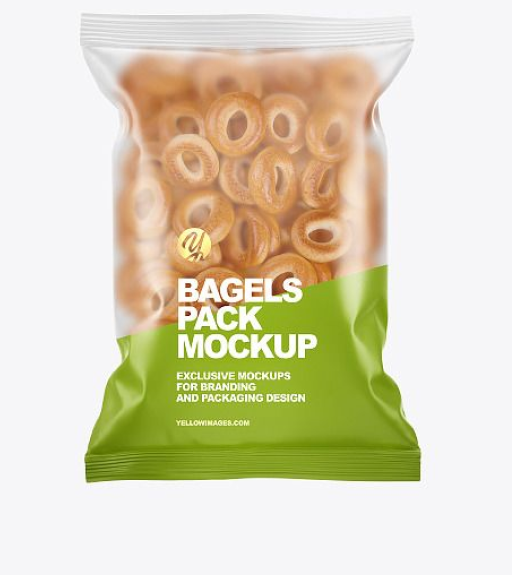 BAGELS
PACK
MOCKUP
EXCLUSIVE MOCKUPS
FOR BRANDING
AND PACKAGING DESIGN
YELLOWIMAGES.COM